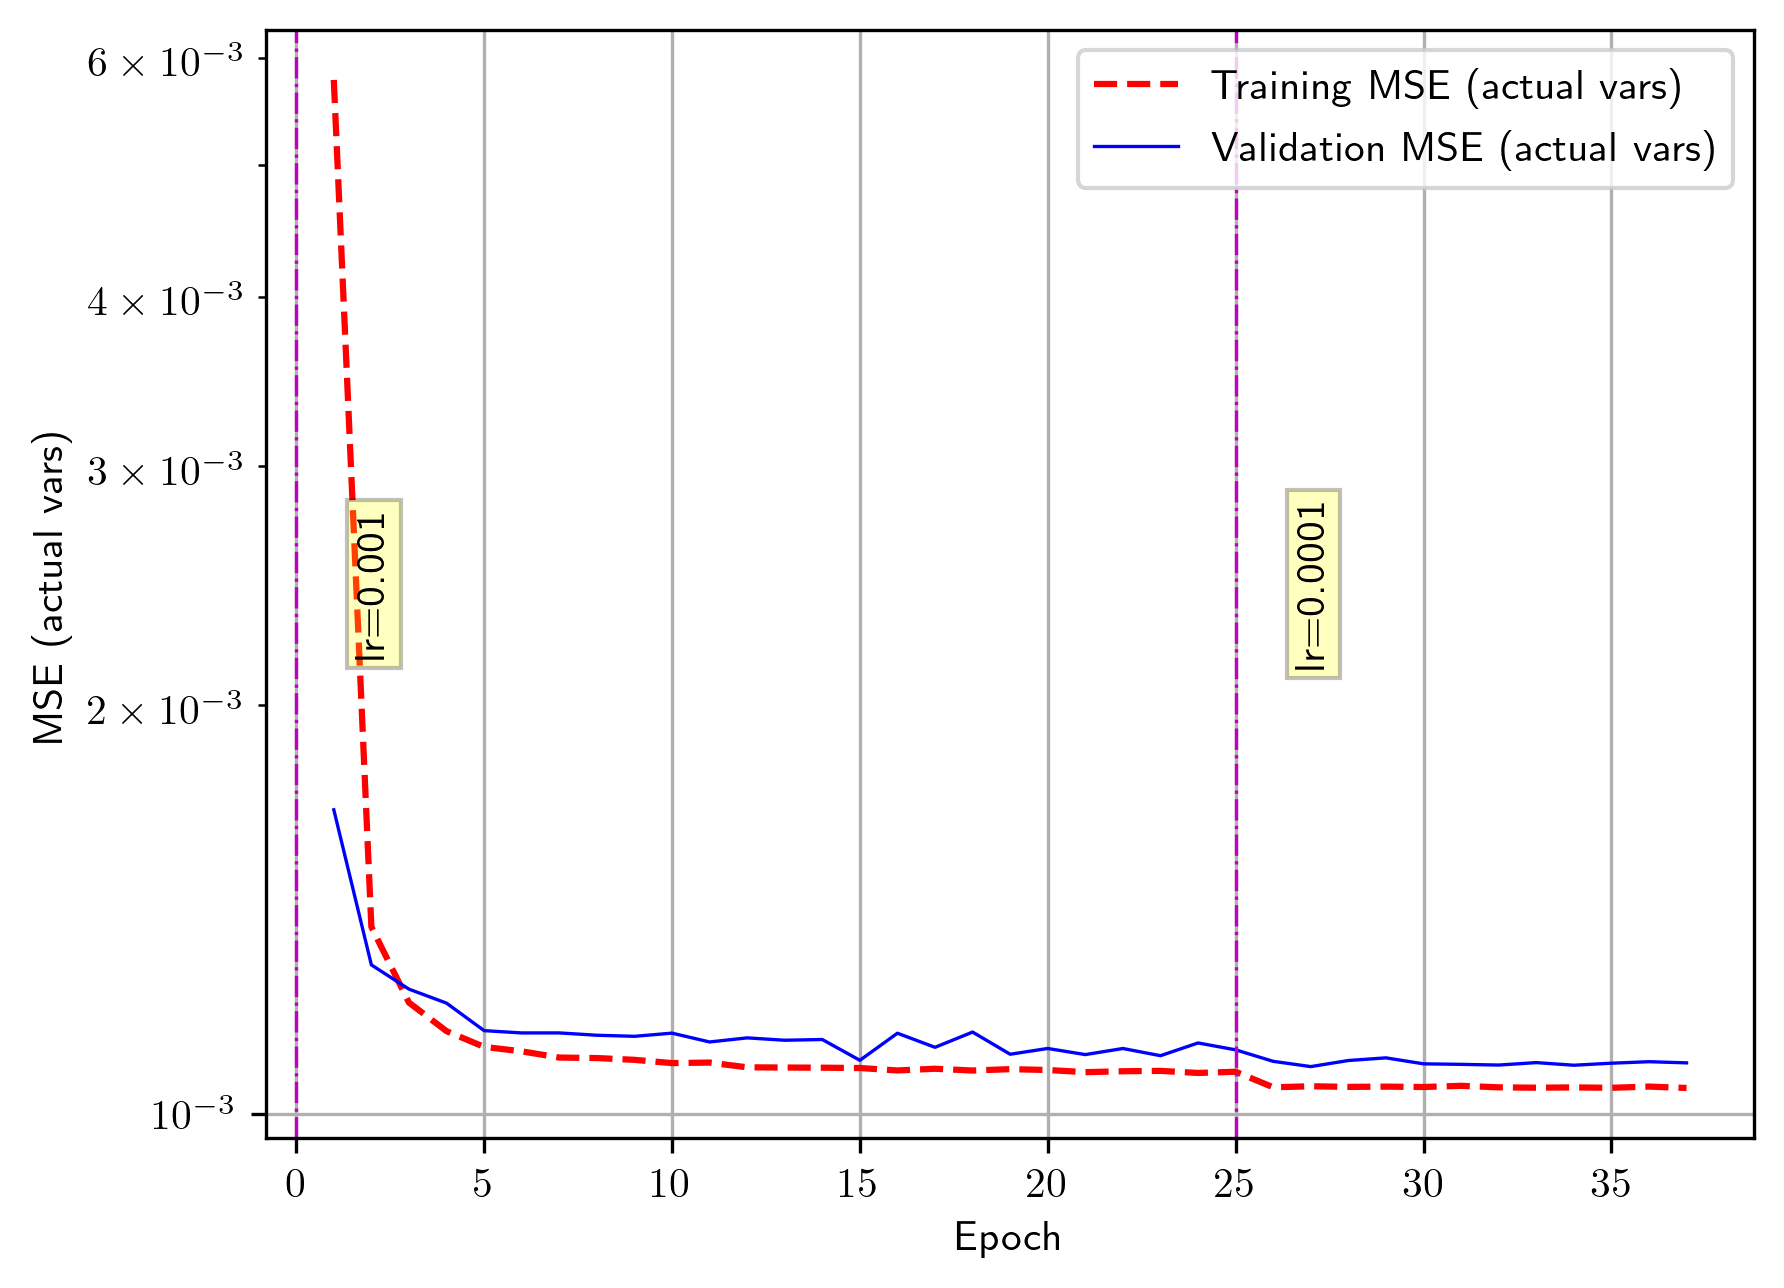 6 × 10⁻³
4 × 10⁻³
3 × 10⁻³
2 × 10⁻³
10⁻³
MSE (actual vars)
Training MSE (actual vars)
Validation MSE (actual vars)
lr=0.001
lr=0.0001
0 5 10 15 20 25 30 35
Epoch